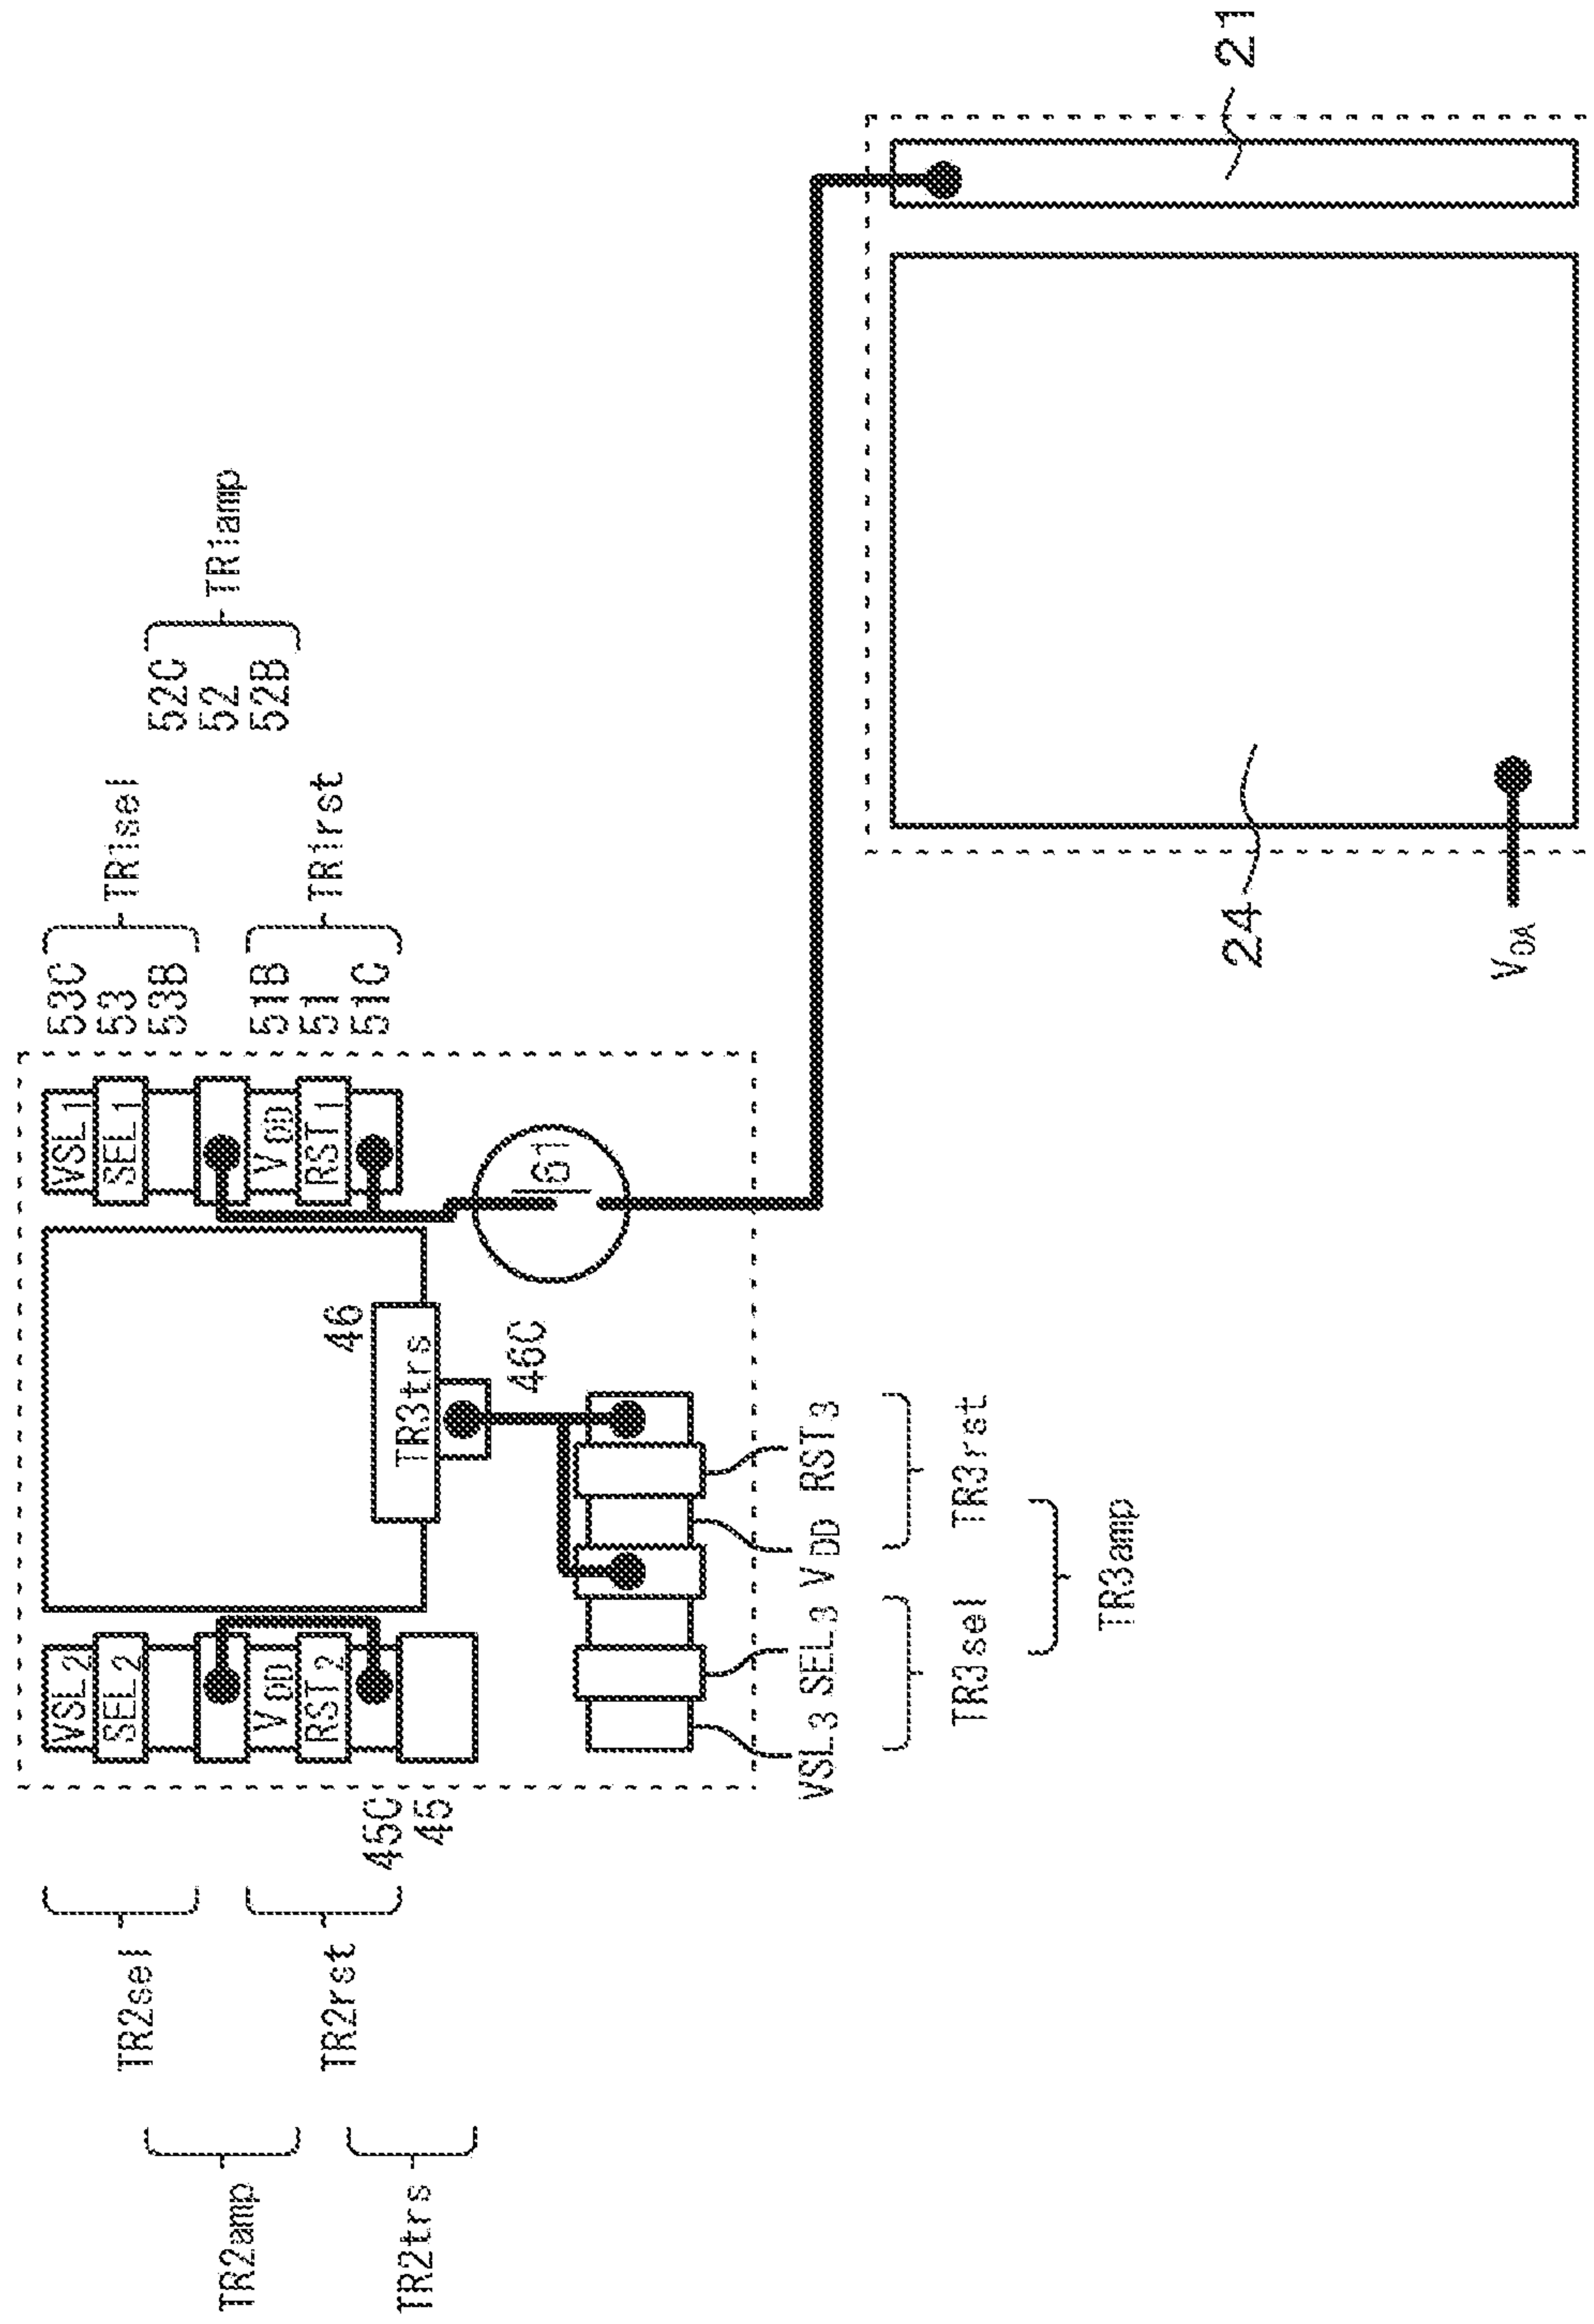 TR2amp
TR2trs
TR2sel
TR2rst
45C
45
VSL2
SEL2
VDD
RST2
46
TR3trs
46C
VSL1
SEL1
VDD
RST1
61
53C
53
53B
TR1sel
51B
51
51C
TR1rst
52C
52
52B
TR1amp
VSL3
SEL3
VDD
RST3
TR3sel
TR3rst
TR3amp
VOA
24
21